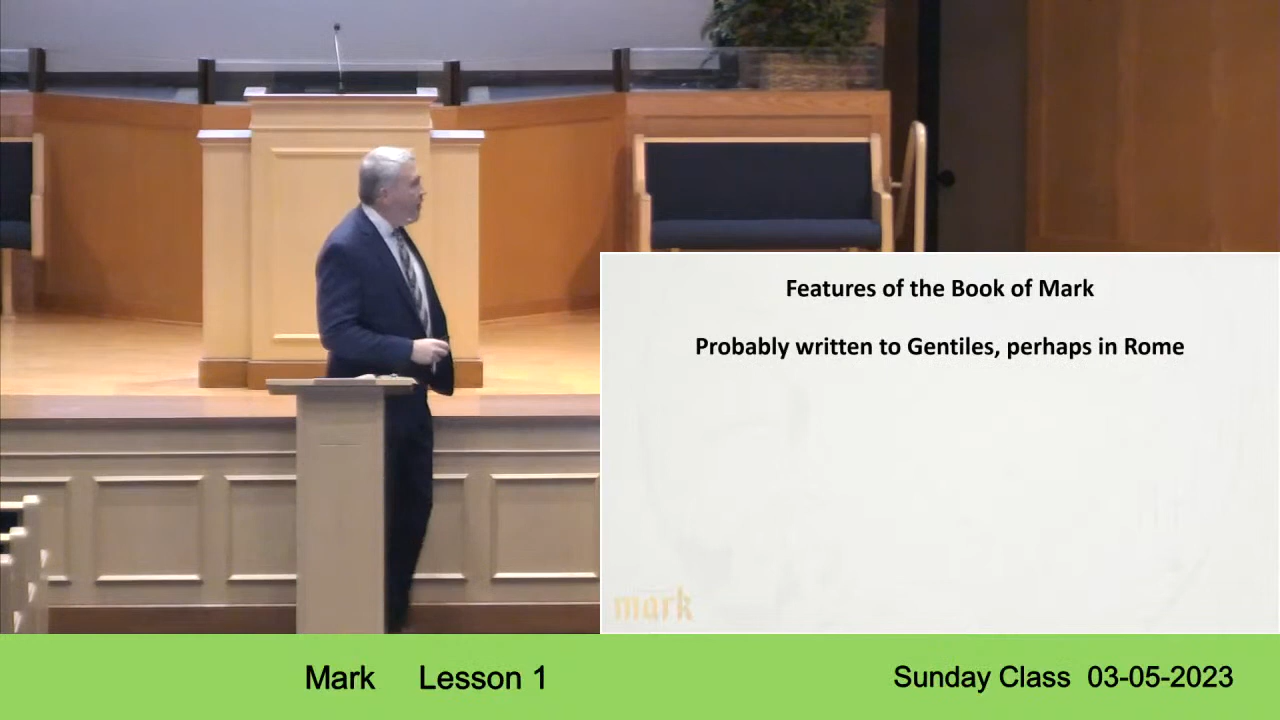 Features of the Book of Mark
Probably written to Gentiles, perhaps in Rome
mark
Mark Lesson 1
Sunday Class 03-05-2023